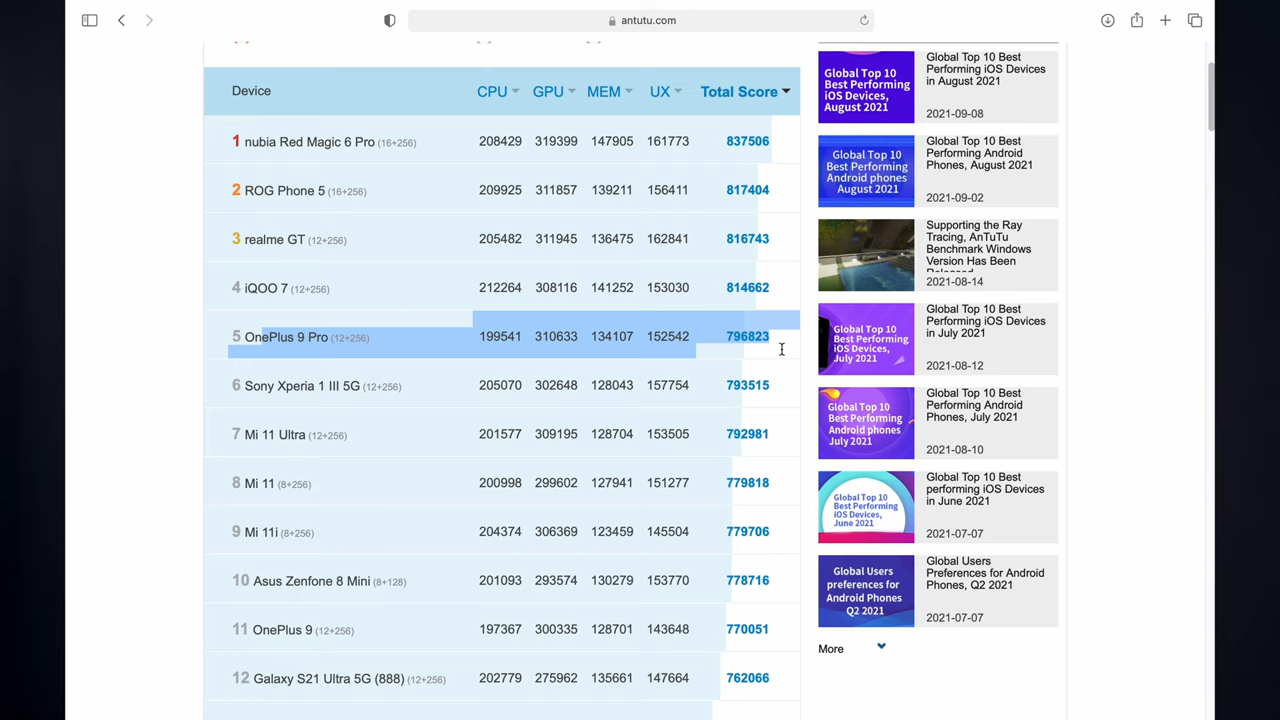 antutu.com
Device CPU GPU MEM UX Total Score
1 nubia Red Magic 6 Pro (16+256) 208429 319399 147905 161773 837506
2 ROG Phone 5 (16+256) 209925 311857 139211 156411 817404
3 realme GT (12+256) 205482 311945 136475 162841 816743
4 iQOO 7 (12+256) 212264 308116 141252 153030 814662
5 OnePlus 9 Pro (12+256) 199541 310633 134107 152542 796823
6 Sony Xperia 1 III 5G (12+256) 205070 302648 128043 157754 793515
7 Mi 11 Ultra (12+256) 201577 309195 128704 153505 792981
8 Mi 11 (8+256) 200998 299602 127941 151277 779818
9 Mi 11i (8+256) 204374 306369 123459 145504 779706
10 Asus Zenfone 8 Mini (8+128) 201093 293574 130279 153770 778716
11 OnePlus 9 (12+256) 197367 300335 128701 143648 770051
12 Galaxy S21 Ultra 5G (888) (12+256) 202779 275962 135661 147664 762066
Global Top 10
Best Performing
iOS Devices,
August 2021
Global Top 10 Best
Performing iOS Devices
in August 2021
2021-09-08
Global Top 10
Best Performing
Android phones
August 2021
Global Top 10 Best
Performing Android
Phones, August 2021
2021-09-02
Supporting the Ray
Tracing, AnTuTu
Benchmark Windows
Version Has Been
2021-08-14
Global Top 10
Best Performing
iOS Devices,
July 2021
Global Top 10 Best
Performing iOS Devices
in July 2021
2021-08-12
Global Top 10
Best Performing
Android phones
July 2021
Global Top 10 Best
Performing Android
Phones, July 2021
2021-08-10
Global Top 10
Best Performing
iOS Devices,
June 2021
Global Top 10 Best
performing iOS Devices
in June 2021
2021-07-07
Global Users
preferences for
Android Phones
Q2 2021
Global Users
Preferences for Android
Phones, Q2 2021
2021-07-07
More